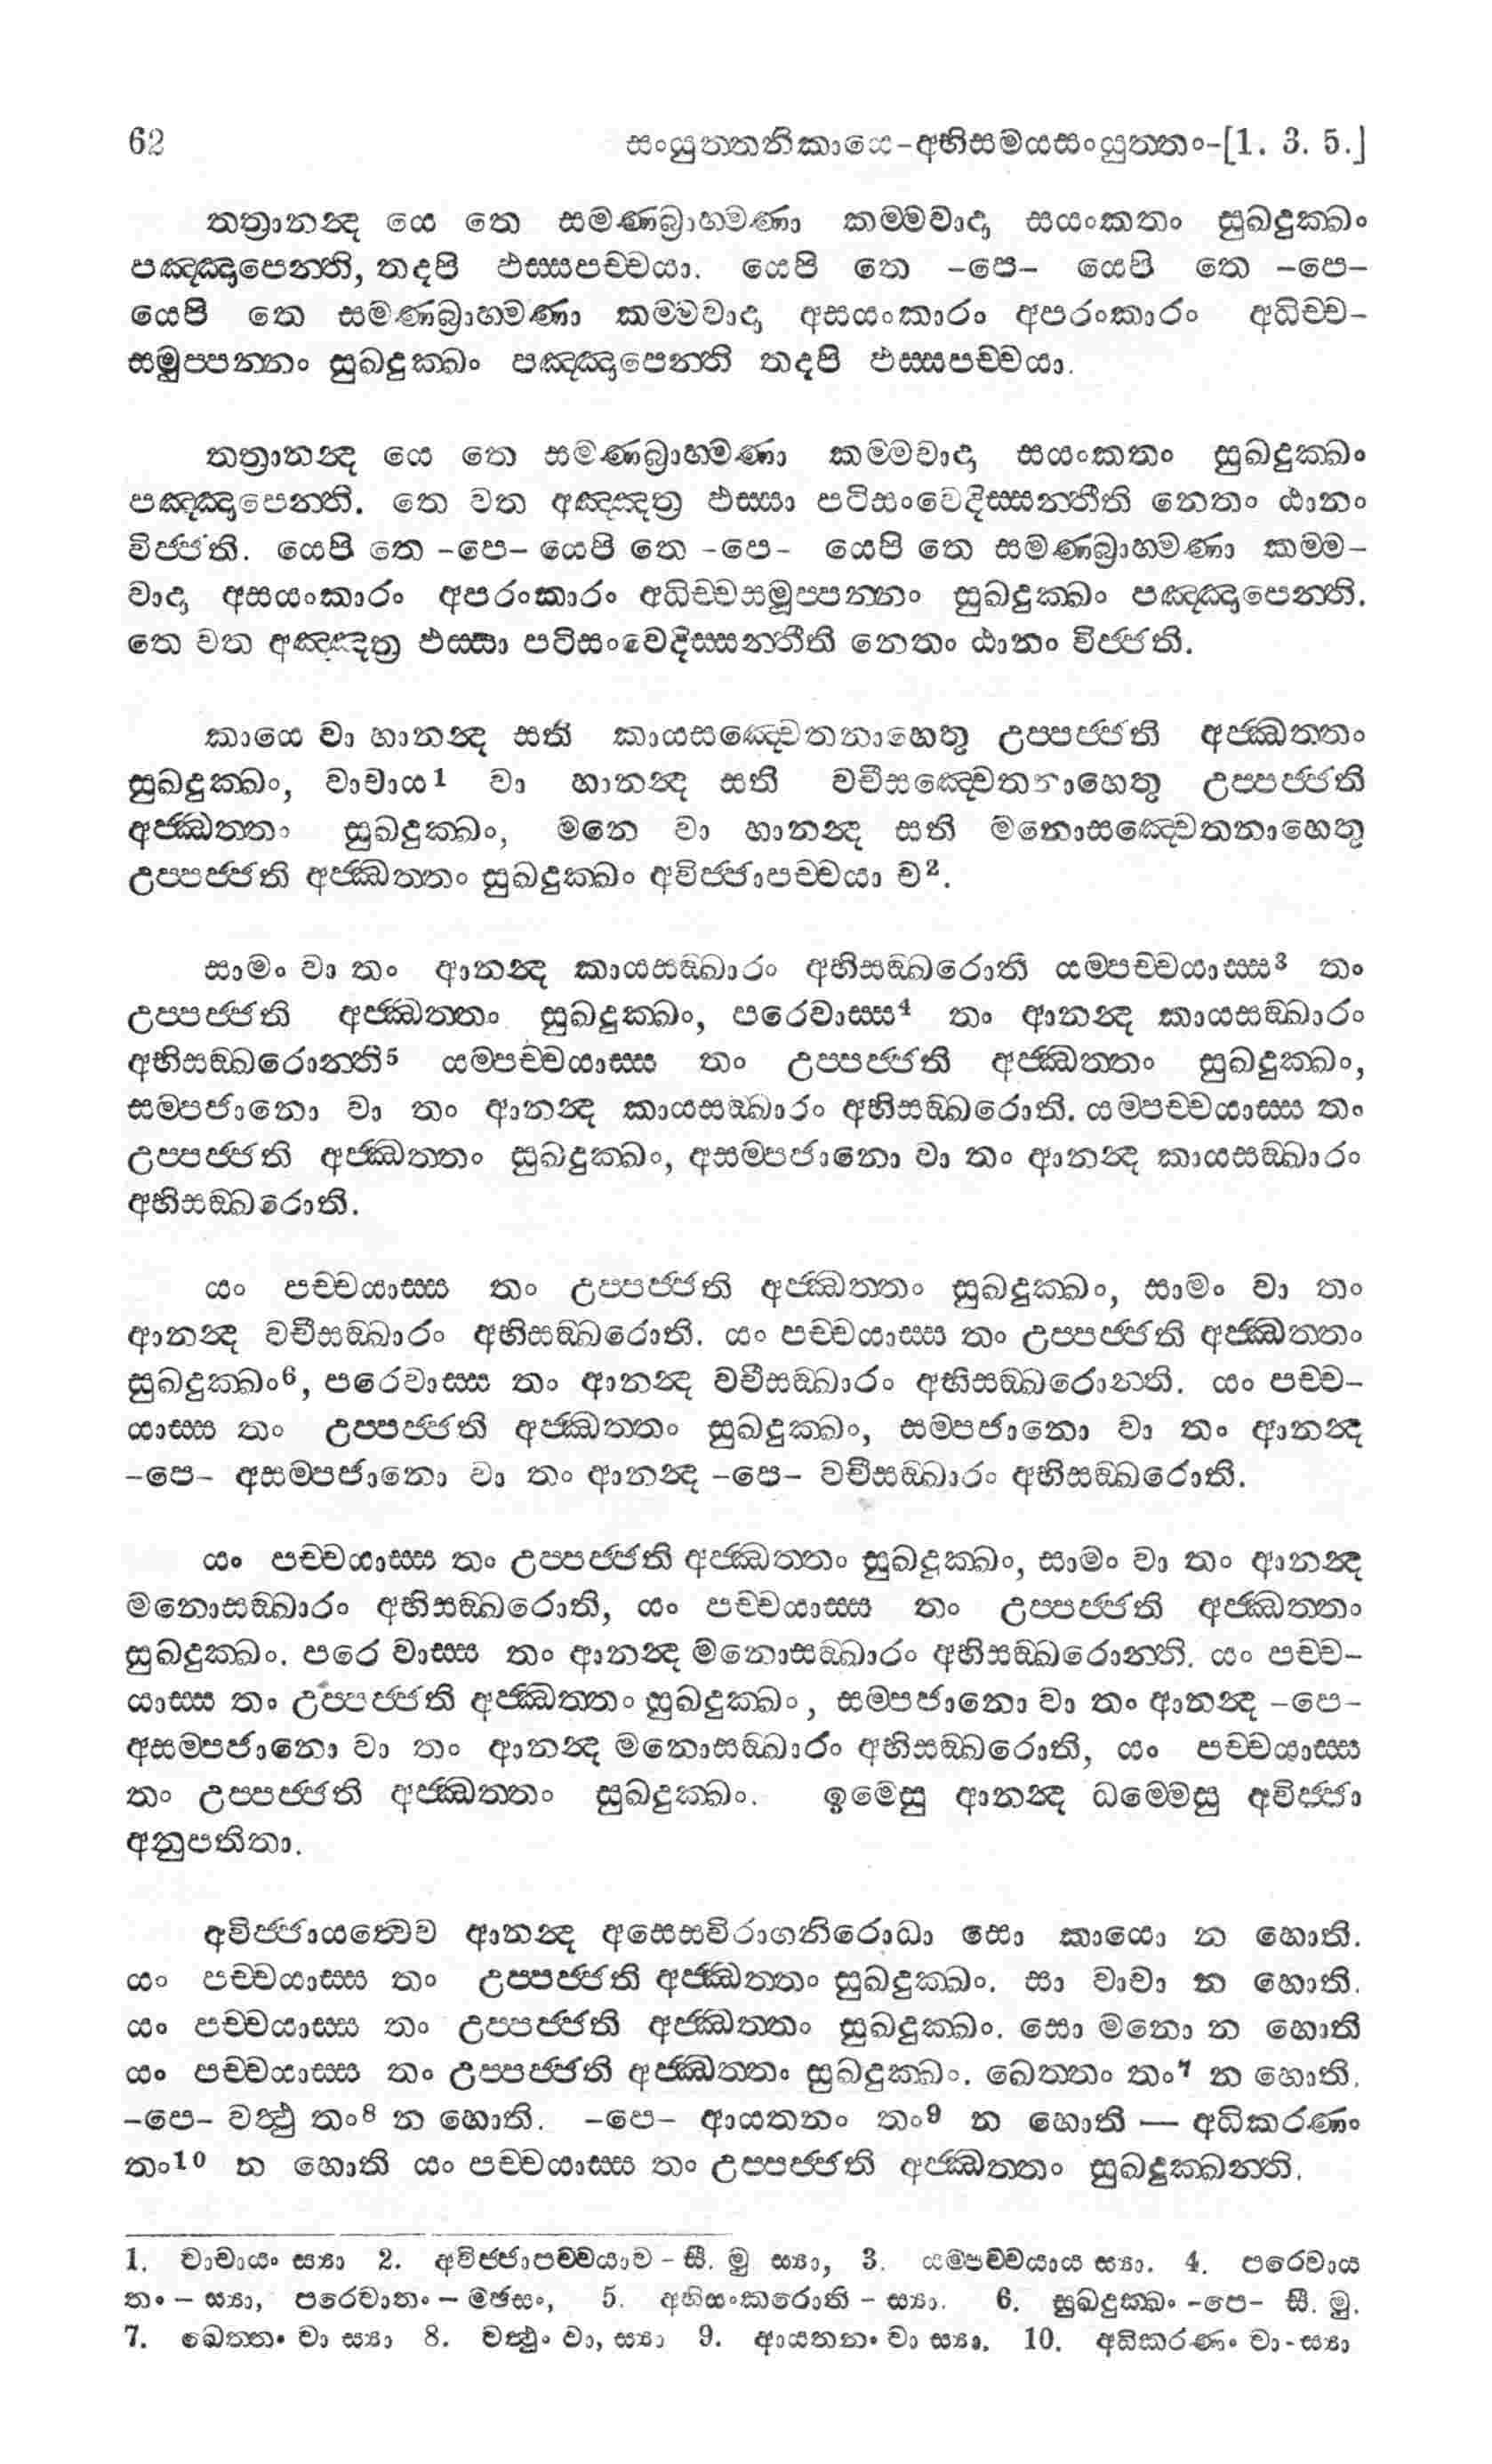 62 සංයුත්තනිකායෙ-අභිසමයසංයුත්තං-[1. 3. 5.]
තත්‍රානන්‍ද යෙ තෙ සමණබ්‍රාහ්මණා කම්මවාදා සයංකතං සුඛදුක්ඛං
පඤ්ඤාපෙන්ති, තදපි ඵස්සපච්චයා. යෙපි තෙ -පෙ- යෙපි තෙ -පෙ-
යෙපි තෙ සමණබ්‍රාහ්මණා කම්මවාදා අසයංකාරං අපරංකාරං අධිච්ච-
සමුප්පන්නං සුඛදුක්ඛං පඤ්ඤාපෙන්ති තදපි ඵස්සපච්චයා.
තත්‍රානන්‍ද යෙ තෙ සමණබ්‍රාහ්මණා කම්මවාදා සයංකතං සුඛදුක්ඛං
පඤ්ඤාපෙන්ති. තෙ වත අඤ්ඤත්‍ර ඵස්සා පටිසංවෙදිස්සන්තීති නෙතං ඨානං
විජ්ජති. යෙපි තෙ -පෙ- යෙපි තෙ -පෙ- යෙපි තෙ සමණබ්‍රාහ්මණා කම්ම-
වාදා අසයංකාරං අපරංකාරං අධිච්චසමූප්පන්නං සුඛදුක්ඛං පඤ්ඤාපෙන්ති.
තෙ වත අඤ්ඤත්‍ර ඵස්සා පටිසංවෙදිස්සන්තීති නෙතං ඨානං විජ්ජති.
කායෙ වා හානන්‍ද සති කායසඤ්චෙතනාහෙතු උප්පජ්ජති අජ්ඣත්තං
සුඛදුක්ඛං, වාචාය1 වා හානන්‍ද සති වචීසඤ්චෙතනාහෙතු උප්පජ්ජති
අජ්ඣත්තං සුඛදුක්ඛං, මනෙ වා හානන්‍ද සති මනොසඤ්චෙතනාහෙතු
උප්පජ්ජති අජ්ඣත්තං සුඛදුක්ඛං අවිජ්ජාපච්චයා ච2.
සාමං වා තං ආනන්‍ද කායසඞ්ඛාරං අභිසඞ්ඛරොති යම්පච්චයාස්ස3 තං
උප්පජ්ජති අජ්ඣත්තං සුඛදුක්ඛං, පරෙවාස්ස4 තං ආනන්‍ද කායසඞ්ඛාරං
අභිසඞ්ඛරොන්ති5 යම්පච්චයාස්ස තං උප්පජ්ජති අජ්ඣත්තං සුඛදුක්ඛං,
සම්පජානො වා තං ආනන්‍ද කායසඞ්ඛාරං අභිසඞ්ඛරොති. යම්පච්චයාස්ස තං
උප්පජ්ජති අජ්ඣත්තං සුඛදුක්ඛං, අසම්පජානො වා තං ආනන්‍ද කායසඞ්ඛාරං
අභිසඞ්ඛරොති.
යං පච්චයාස්ස තං උප්පජ්ජති අජ්ඣත්තං සුඛදුක්ඛං, සාමං වා තං
ආනන්‍ද වචීසඞ්ඛාරං අභිසඞ්ඛරොති. යං පච්චයාස්ස තං උප්පජ්ජති අජ්ඣත්තං
සුඛදුක්ඛං6, පරෙවාස්ස තං ආනන්‍ද වචීසඞ්ඛාරං අභිසඞ්ඛරොන්ති. යං පච්ච-
යාස්ස තං උප්පජ්ජති අජ්ඣත්තං සුඛදුක්ඛං, සම්පජානො වා තං ආනන්‍ද
-පෙ- අසම්පජානො වා තං ආනන්‍ද -පෙ- වචීසඞ්ඛාරං අභිසඞ්ඛරොති.
යං පච්චයාස්ස තං උප්පජ්ජති අජ්ඣත්තං සුඛදූක්ඛං, සාමං වා තං ආනන්‍ද
මනොසඞ්ඛාරං අභිසඞ්ඛරොති, යං පච්චයාස්ස තං උප්පජ්ජති අජ්ඣත්තං
සුඛදුක්ඛං. පරෙ වාස්ස තං ආනන්‍ද මනොසඞ්ඛාරං අභිසඞ්ඛරොන්ති. යං පච්ච-
යාස්ස තං උප්පජ්ජති අජ්ඣත්තං සුඛදුක්ඛං, සම්පජානො වා තං ආනන්‍ද -පෙ-
අසම්පජානො වා තං ආනන්‍ද මනොසඞ්ඛාරං අභිසඞ්ඛරොති, යං පච්චයාස්ස
තං උප්පජ්ජති අජ්ඣත්තං සුඛදුක්ඛං. ඉමෙසු ආනන්‍ද ධම්මෙසු අවිජ්ජා
අනුපතිතා.
අවිජ්ජායත්‍වෙව ආනන්‍ද අසෙසවිරාගනිරොධා සො කායො න හොති.
යං පච්චයාස්ස තං උප්පජ්ජති අජ්ඣත්තං සුඛදුක්ඛං. සා වාචා න හොති.
යං පච්චයාස්ස තං උප්පජ්ජති අජ්ඣත්තං සුඛදුක්ඛං. සො මනො න හොති
යං පච්චයාස්ස තං උප්පජ්ජති අජ්ඣත්තං සුඛදුක්ඛං. ඛෙත්තං තං7 න හොති.
-පෙ- වත්‍ථු තං8 න හොති. -පෙ- ආයතනං තං9 න හොති — අධිකරණං
තං10 න හොති යං පච්චයාස්ස තං උප්පජ්ජති අජ්ඣත්තං සුඛදුක්ඛන්ති.
1. වාචායං ස්‍යා 2. අවිජ්ජාපච්චයාව - සී. මු ස්‍යා, 3. යම්පච්චයාය ස්‍යා. 4. පරෙවාය
තං - ස්‍යා, පරෙවාතං - මඡසං, 5. අභිසංකරොති - ස්‍යා. 6. සුඛදුක්ඛං -පෙ- සී. මු.
7. ඛෙත්තං වා ස්‍යා 8. වත්‍ථුං වා, ස්‍යා 9. ආයතනං වා ස්‍යා. 10. අධිකරණං වා - ස්‍යා